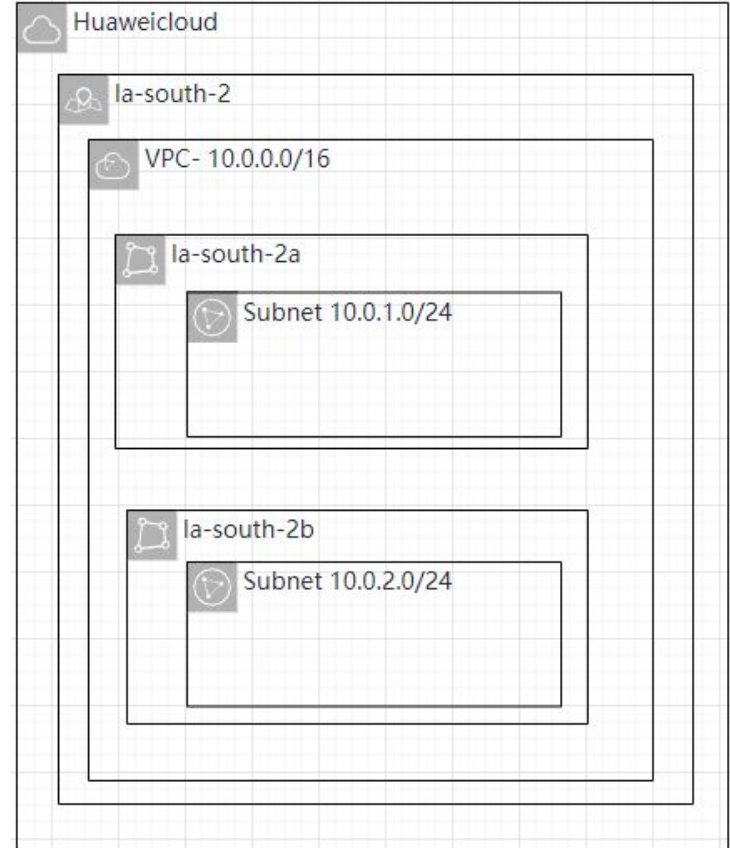 Huaweicloud
la-south-2
VPC- 10.0.0.0/16
la-south-2a
Subnet 10.0.1.0/24
la-south-2b
Subnet 10.0.2.0/24